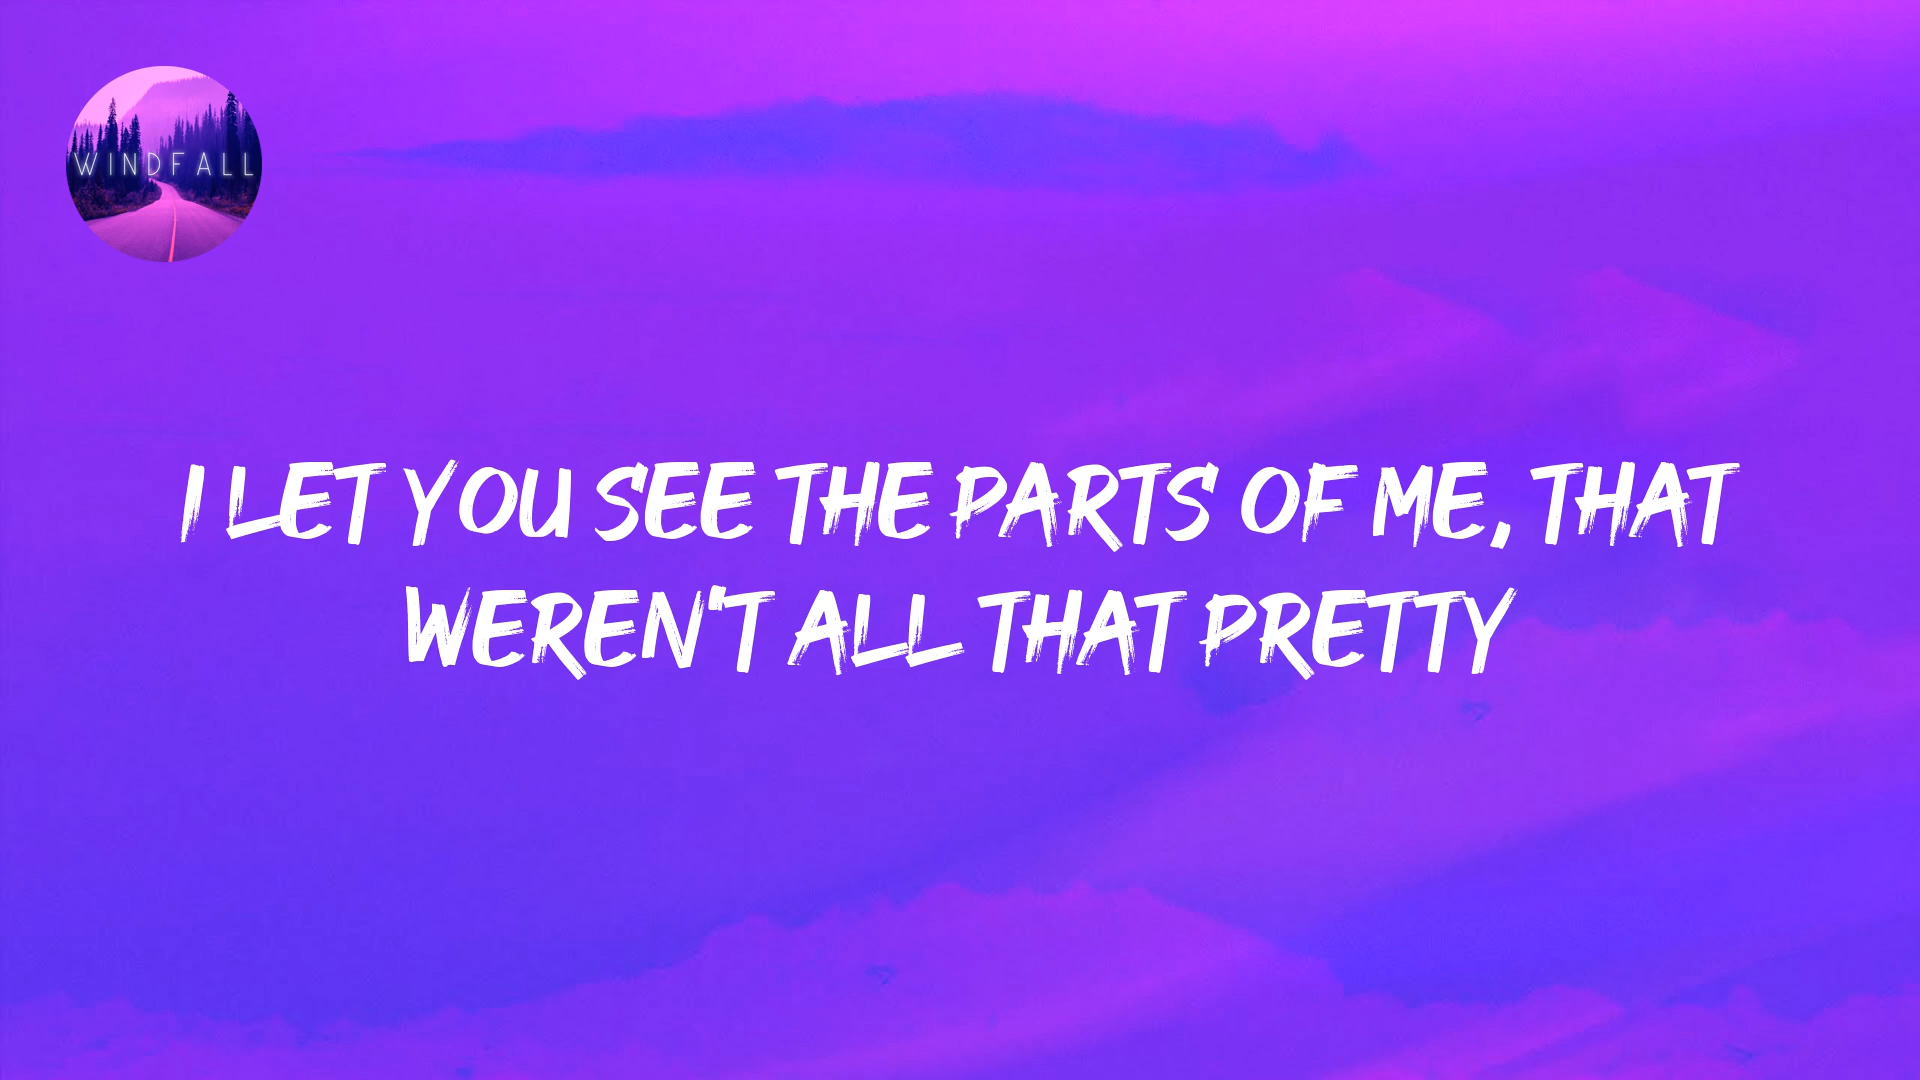 WINDFALL
I LET YOU SEE THE PARTS OF ME, THAT
WEREN'T ALL THAT PRETTY